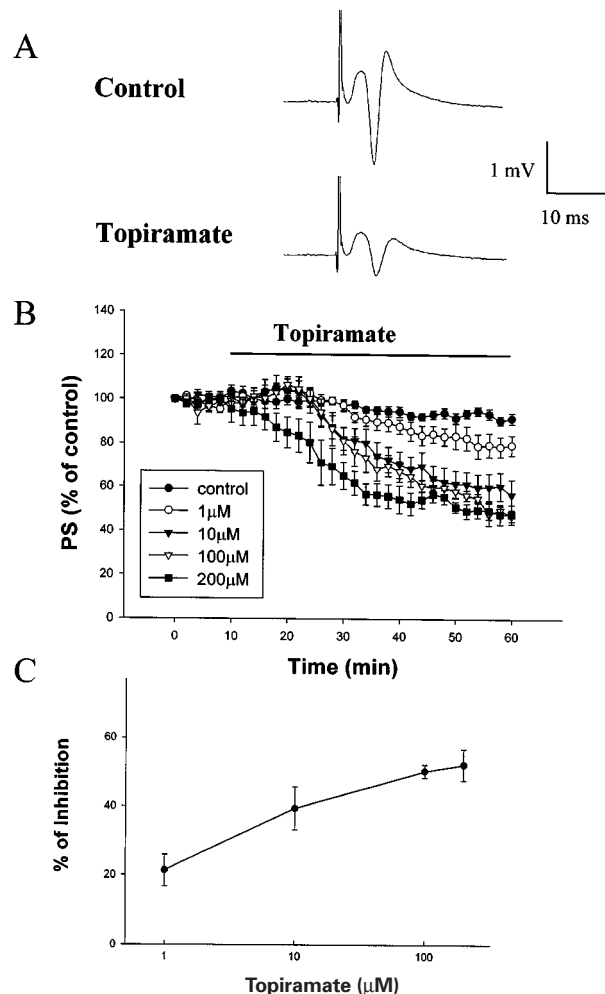 A
Control
1 mV
10 ms
Topiramate
B
140
120
100
80
60
40
20
0
PS (% of control)
Topiramate
control
1μM
10μM
100μM
200μM
0 10 20 30 40 50 60
Time (min)
C
60
40
20
0
% of Inhibition
1 10 100
Topiramate (μM)